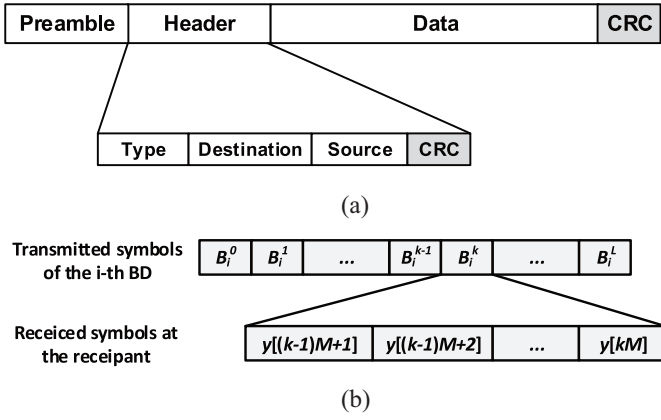 Preamble Header Data CRC
Type Destination Source CRC
(a)
Transmitted symbols
of the i-th BD
B_i^0 B_i^1 ... B_i^{k-1} B_i^k ... B_i^L
Receiced symbols at
the receipant
y[(k-1)M+1] y[(k-1)M+2] ... y[kM]
(b)